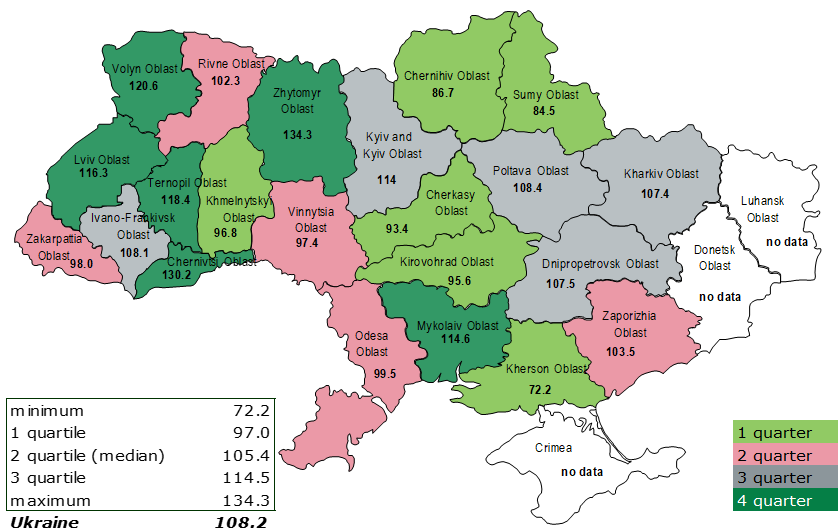 Volyn Oblast
120.6
Rivne Oblast
102.3
Zhytomyr
Oblast
134.3
Chernihiv Oblast
86.7
Sumy Oblast
84.5
Kyiv and
Kyiv Oblast
114
Lviv Oblast
116.3
Ternopil Oblast
118.4
Khmelnytskyi
Oblast
96.8
Poltava Oblast
108.4
Kharkiv Oblast
107.4
Luhansk
Oblast
no data
Cherkasy
Oblast
93.4
Vinnytsia
Oblast
97.4
Ivano-Frankivsk
Oblast
108.1
Zakarpattia
Oblast
98.0
Chernivtsi Oblast
130.2
Kirovohrad Oblast
95.6
Dnipropetrovsk Oblast
107.5
Donetsk
Oblast
no data
Zaporizhia
Oblast
103.5
Mykolaiv Oblast
114.6
Odesa
Oblast
99.5
Kherson Oblast
72.2
Crimea
no data
minimum 72.2
1 quartile 97.0
2 quartile (median) 105.4
3 quartile 114.5
maximum 134.3
Ukraine 108.2
1 quarter
2 quarter
3 quarter
4 quarter